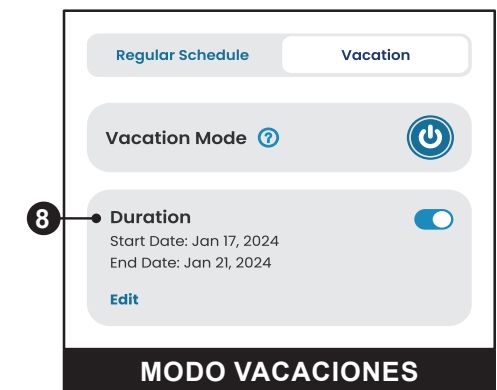 Regular Schedule
Vacation
Vacation Mode ?
8
Duration
Start Date: Jan 17, 2024
End Date: Jan 21, 2024
Edit
MODO VACACIONES